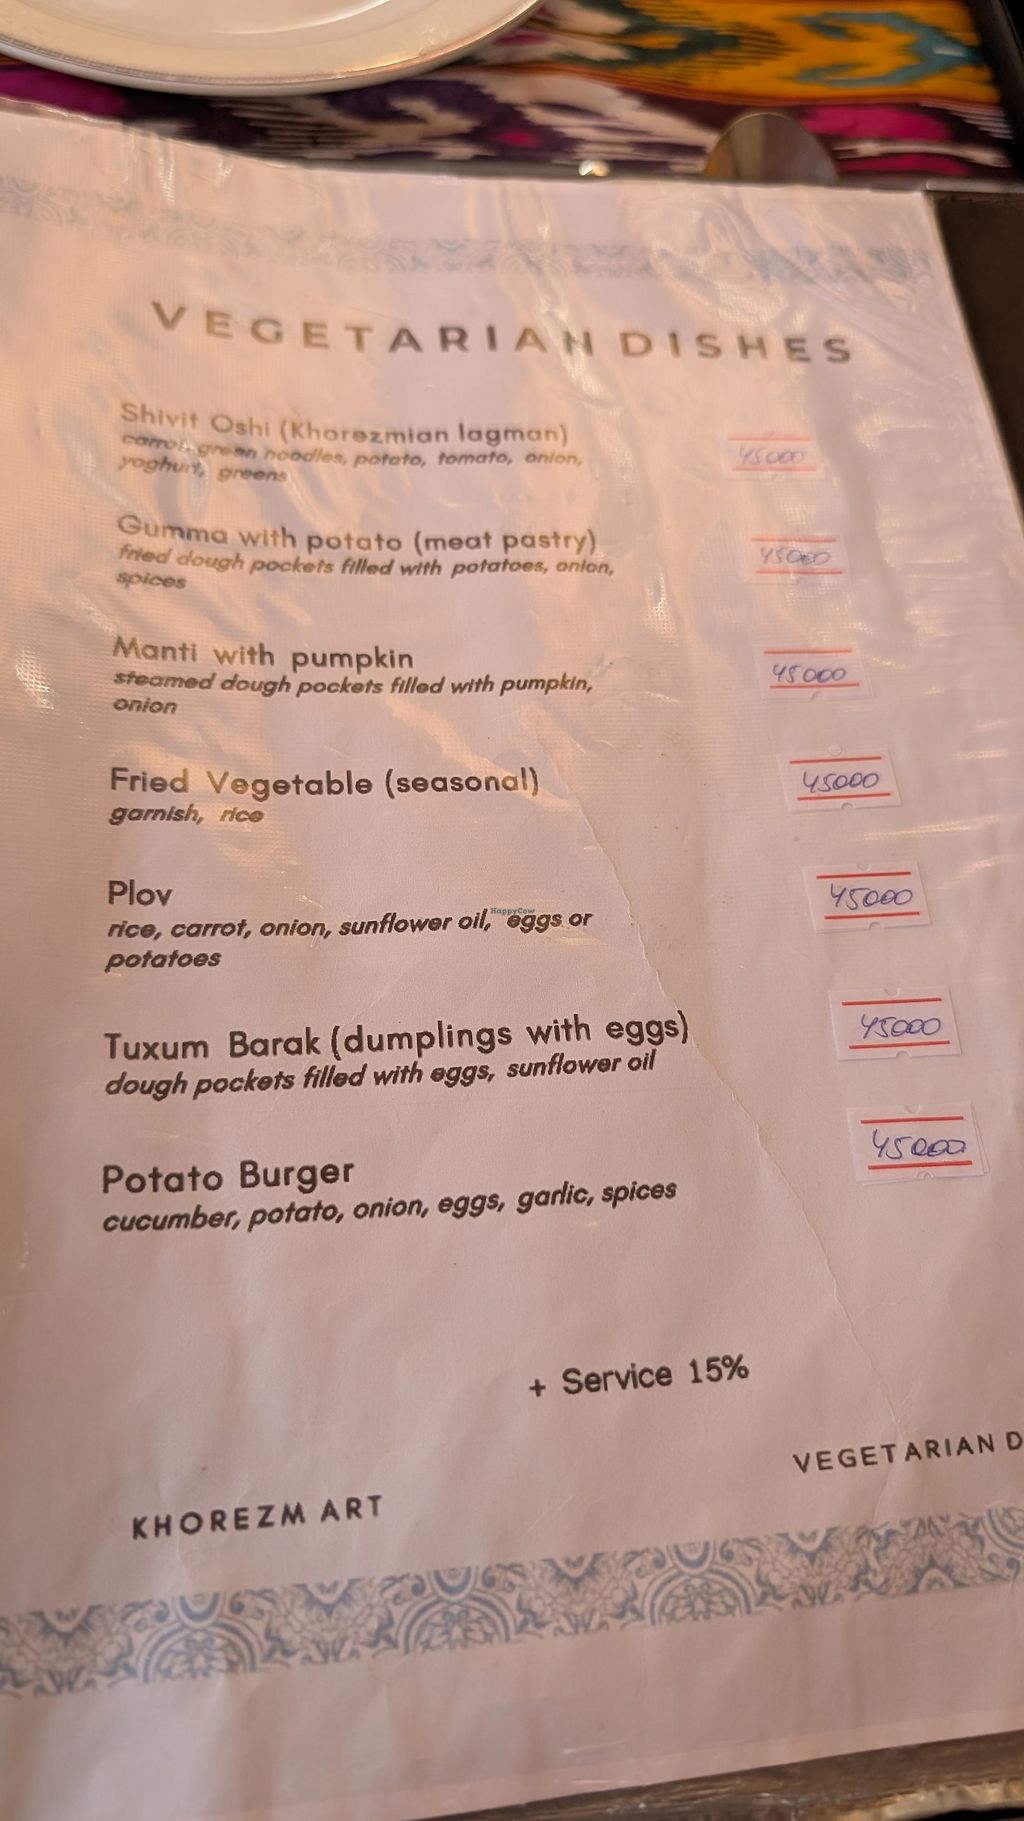 VEGETARIAN DISHES
Shivit Oshi (Khorezmian lagman)
carrot, green noodles, potato, tomato, onion,
yoghurt, greens
45000
Gumma with potato (meat pastry)
fried dough pockets filled with potatoes, onion,
spices
45000
Manti with pumpkin
steamed dough pockets filled with pumpkin,
onion
45000
Fried Vegetable (seasonal)
garnish, rice
45000
Plov
rice, carrot, onion, sunflower oil, eggs or
potatoes
45000
HappyCow
Tuxum Barak (dumplings with eggs)
dough pockets filled with eggs, sunflower oil
45000
Potato Burger
cucumber, potato, onion, eggs, garlic, spices
45000
+ Service 15%
VEGETARIAN D
KHOREZM ART